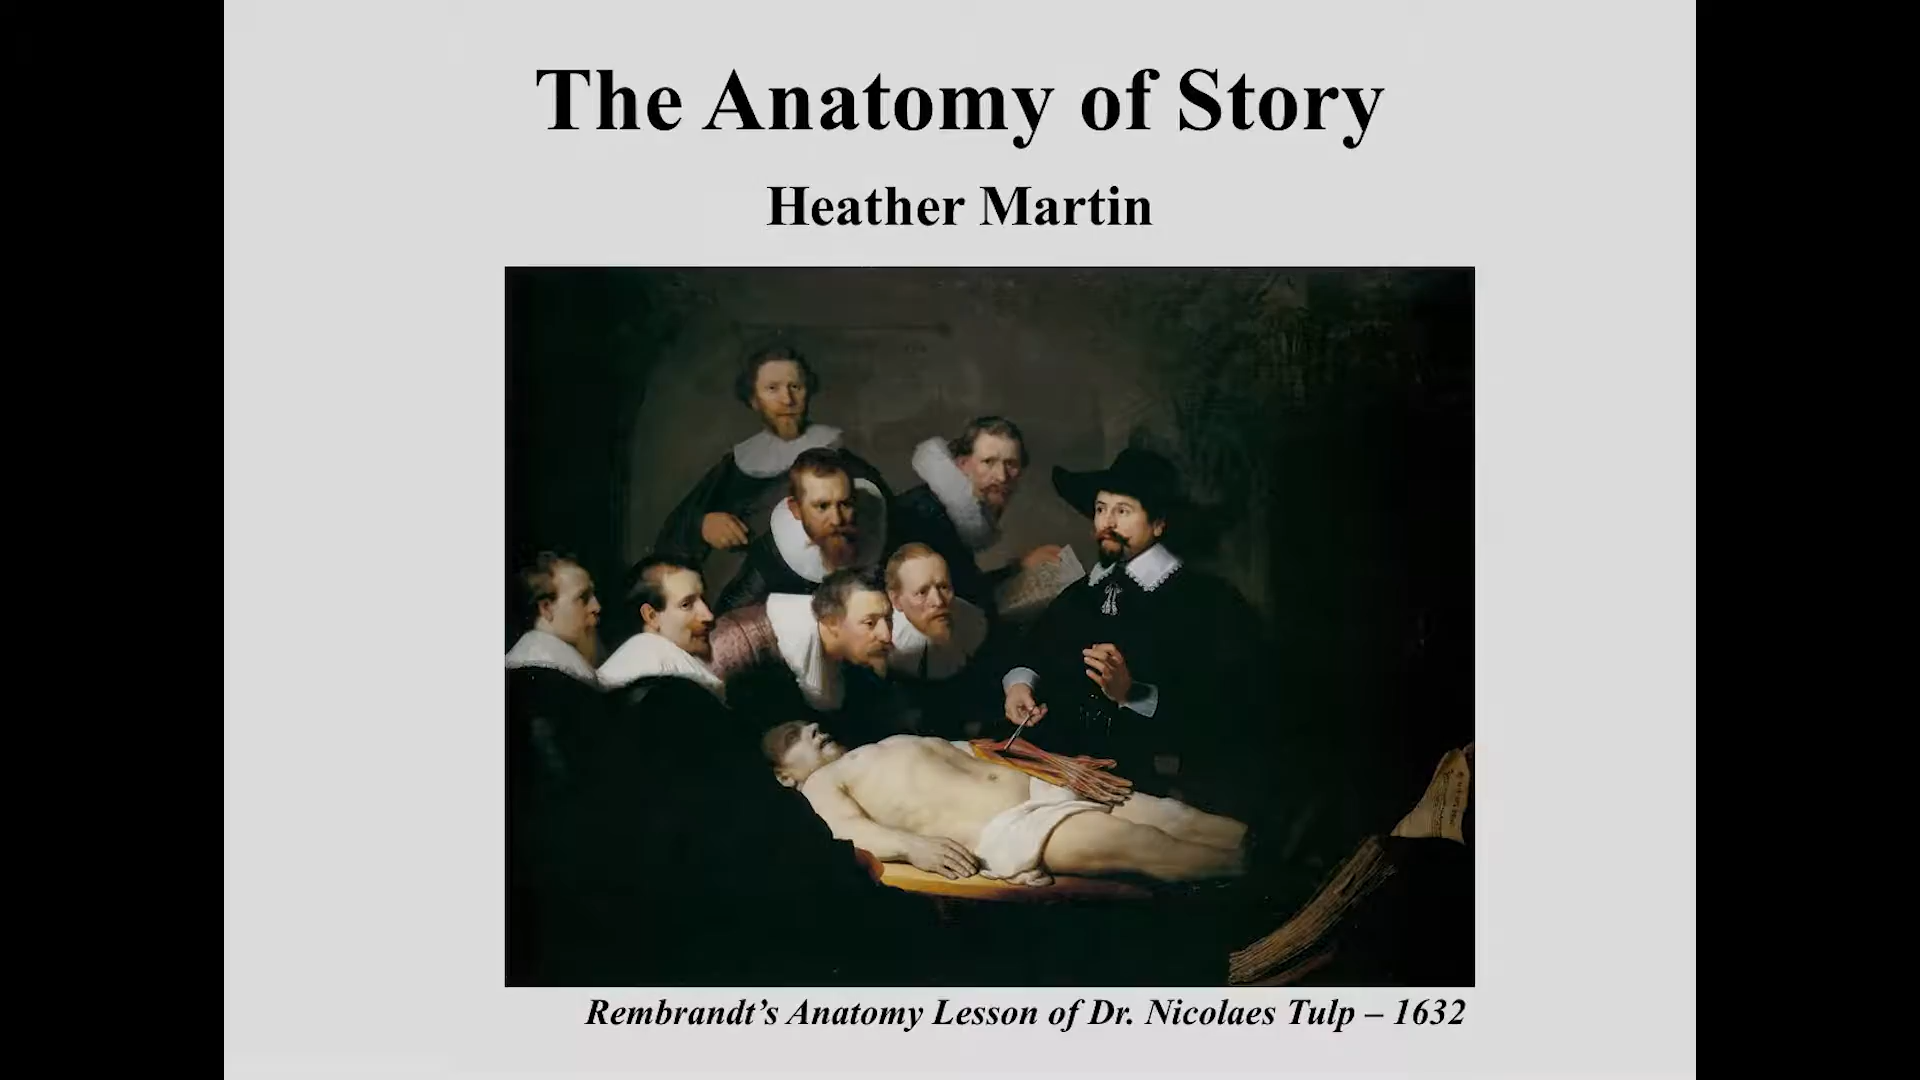 The Anatomy of Story
Heather Martin
Rembrandt’s Anatomy Lesson of Dr. Nicolaes Tulp – 1632